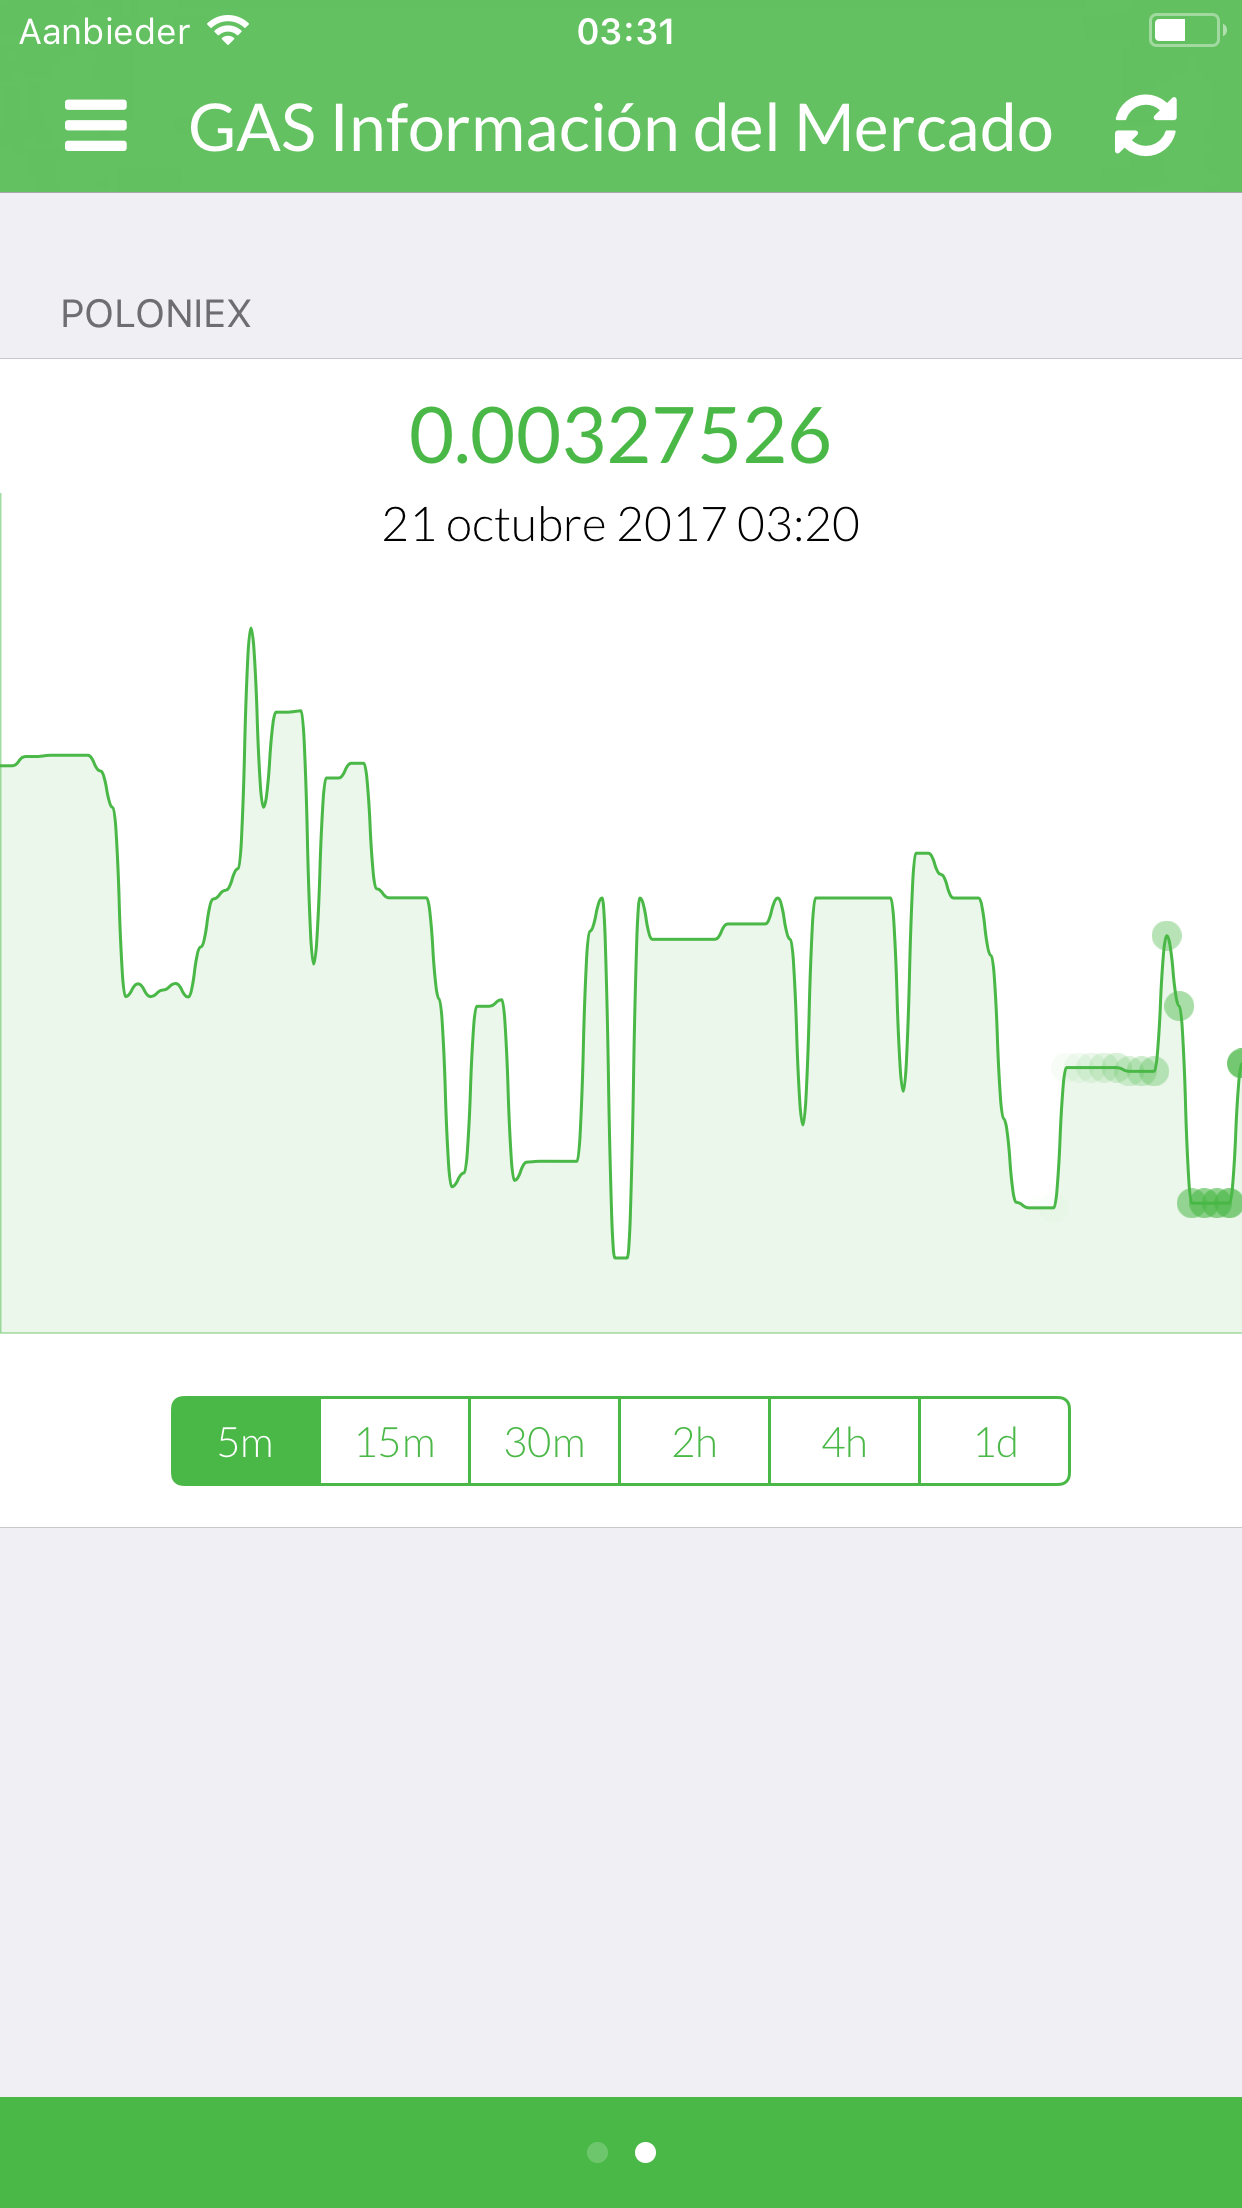 Aanbieder 03:31
GAS Información del Mercado
POLONIEX
0.00327526
21 octubre 2017 03:20
5m 15m 30m 2h 4h 1d